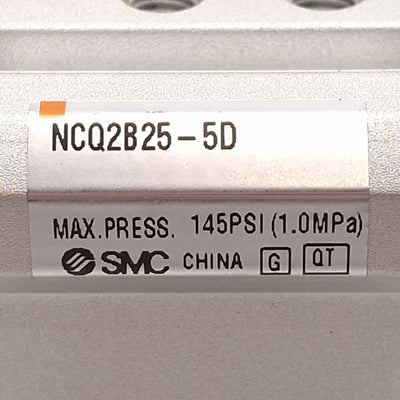 NCQ2B25-5D
MAX.PRESS. 145PSI(1.0MPa)
SMC CHINA G QT